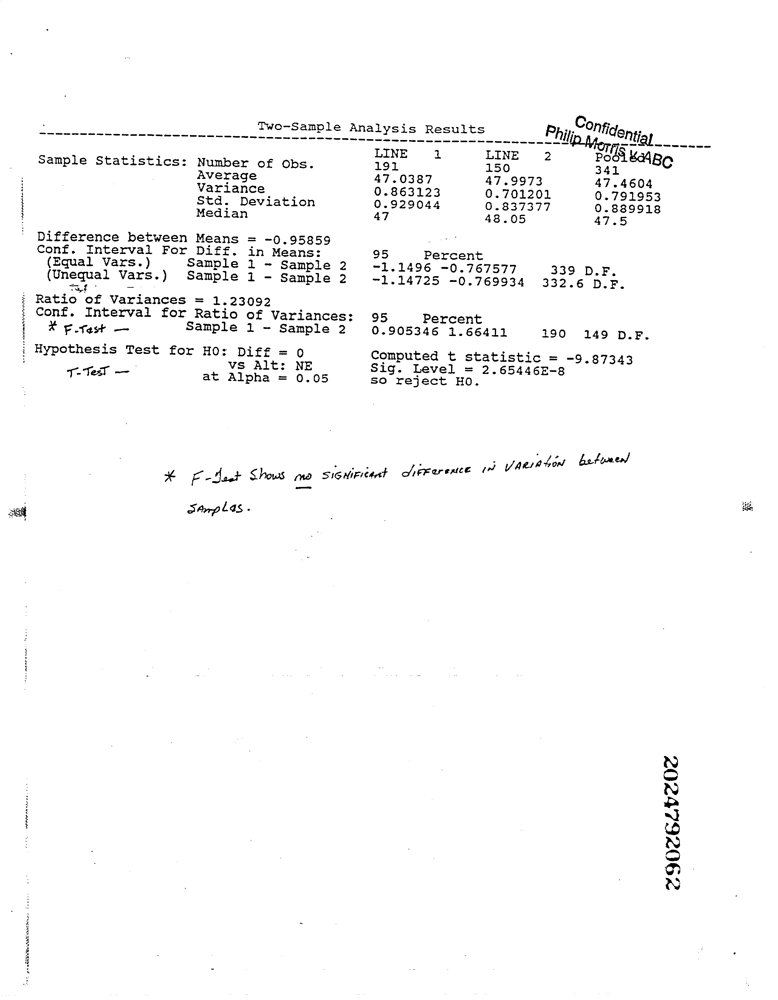 Two-Sample Analysis Results
Confidential
Philip Morris v. ABC
LINE 1 LINE 2 Pooled
Sample Statistics: Number of Obs. 191 150 341
Average 47.0387 47.9973 47.4604
Variance 0.863123 0.701201 0.791953
Std. Deviation 0.929044 0.837377 0.889918
Median 47 48.05 47.5
Difference between Means = -0.95859
Conf. Interval For Diff. in Means: 95 Percent
(Equal Vars.) Sample 1 - Sample 2 -1.1496 -0.767577 339 D.F.
(Unequal Vars.) Sample 1 - Sample 2 -1.14725 -0.769934 332.6 D.F.
Ratio of Variances = 1.23092
Conf. Interval for Ratio of Variances: 95 Percent
* F-Test — Sample 1 - Sample 2 0.905346 1.66411 190 149 D.F.
Hypothesis Test for H0: Diff = 0 Computed t statistic = -9.87343
T-Test — vs Alt: NE Sig. Level = 2.65446E-8
at Alpha = 0.05 so reject H0.
* F-Test Shows no SIGNIFICANT difference IN VARIATION between
SAMPLES.
2024792062